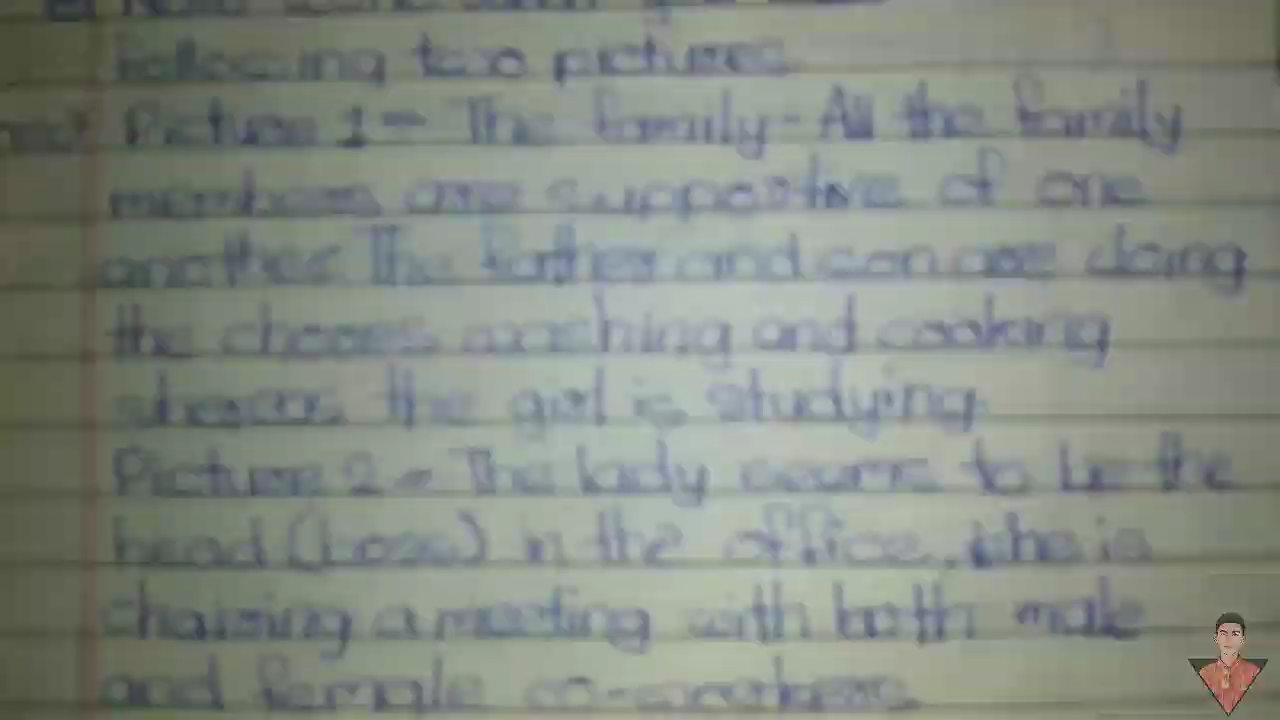 following two pictures
Picture 1- The family- All the family
members are supportive of one
another The father and son are doing
the chores washing and cooking
whereas the girl is studying
Picture 2- The lady seems to be the
head (boss) in the office, she is
chairing a meeting with both male
and female co-workers